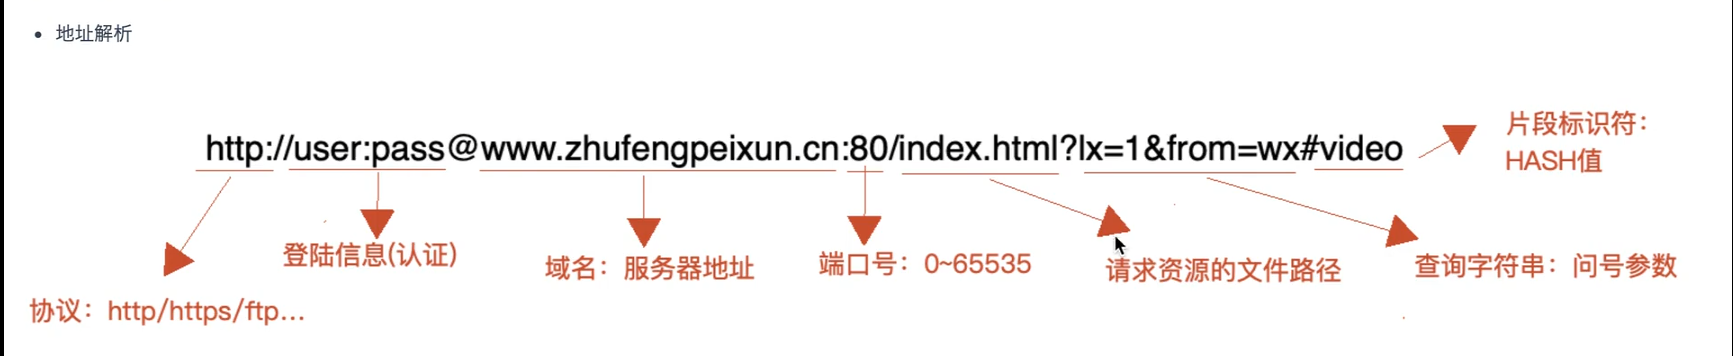 地址解析
http://user:pass@www.zhufengpeixun.cn:80/index.html?lx=1&from=wx#video
片段标识符：
HASH值
登陆信息(认证)
域名：服务器地址
端口号：0~65535
请求资源的文件路径
查询字符串：问号参数
协议：http/https/ftp...